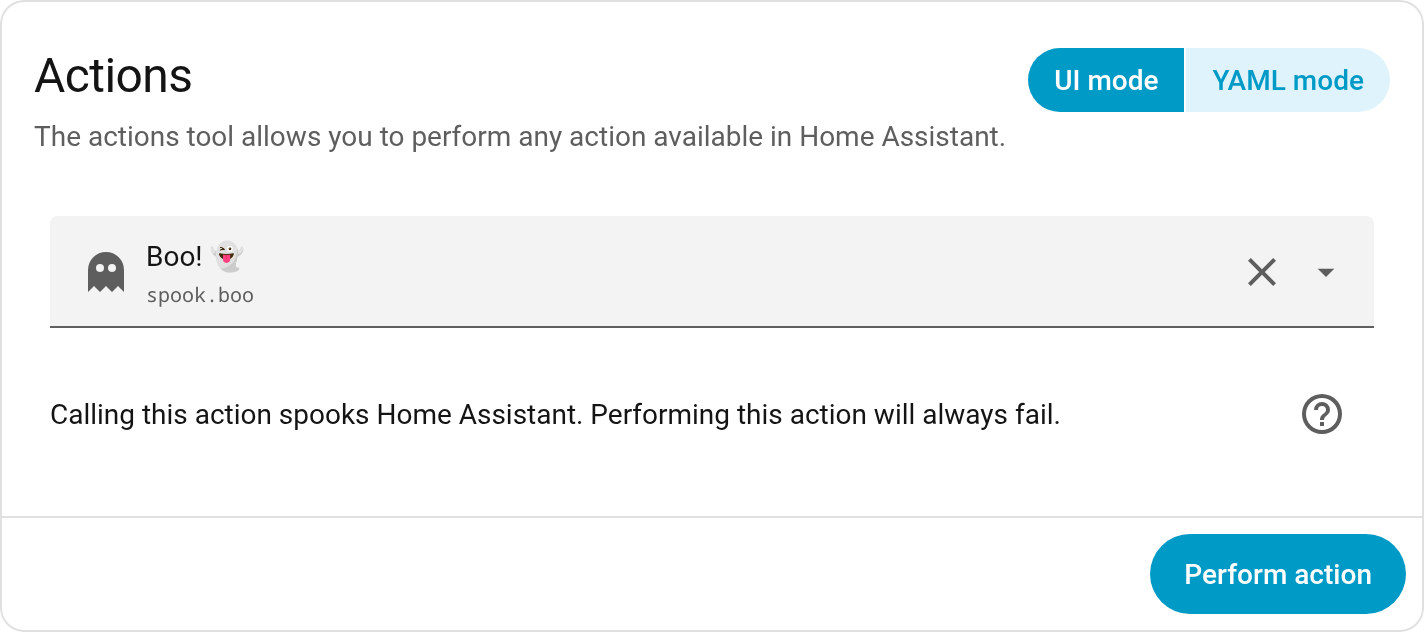 Actions
UI mode
YAML mode
The actions tool allows you to perform any action available in Home Assistant.
Boo! 👻
spook.boo
Calling this action spooks Home Assistant. Performing this action will always fail.
Perform action